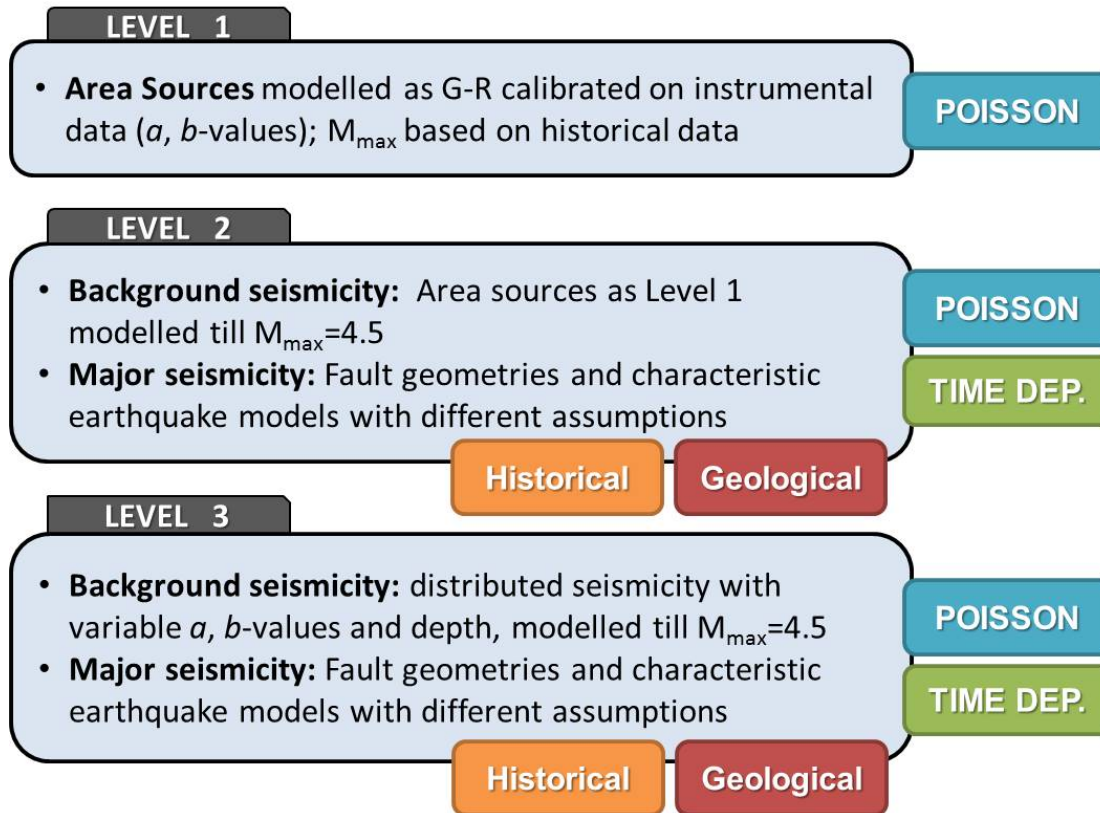 LEVEL 1
• Area Sources modelled as G-R calibrated on instrumental
data (a, b-values); Mmax based on historical data
POISSON
LEVEL 2
• Background seismicity: Area sources as Level 1
modelled till Mmax=4.5
• Major seismicity: Fault geometries and characteristic
earthquake models with different assumptions
POISSON
TIME DEP.
Historical
Geological
LEVEL 3
• Background seismicity: distributed seismicity with
variable a, b-values and depth, modelled till Mmax=4.5
• Major seismicity: Fault geometries and characteristic
earthquake models with different assumptions
POISSON
TIME DEP.
Historical
Geological